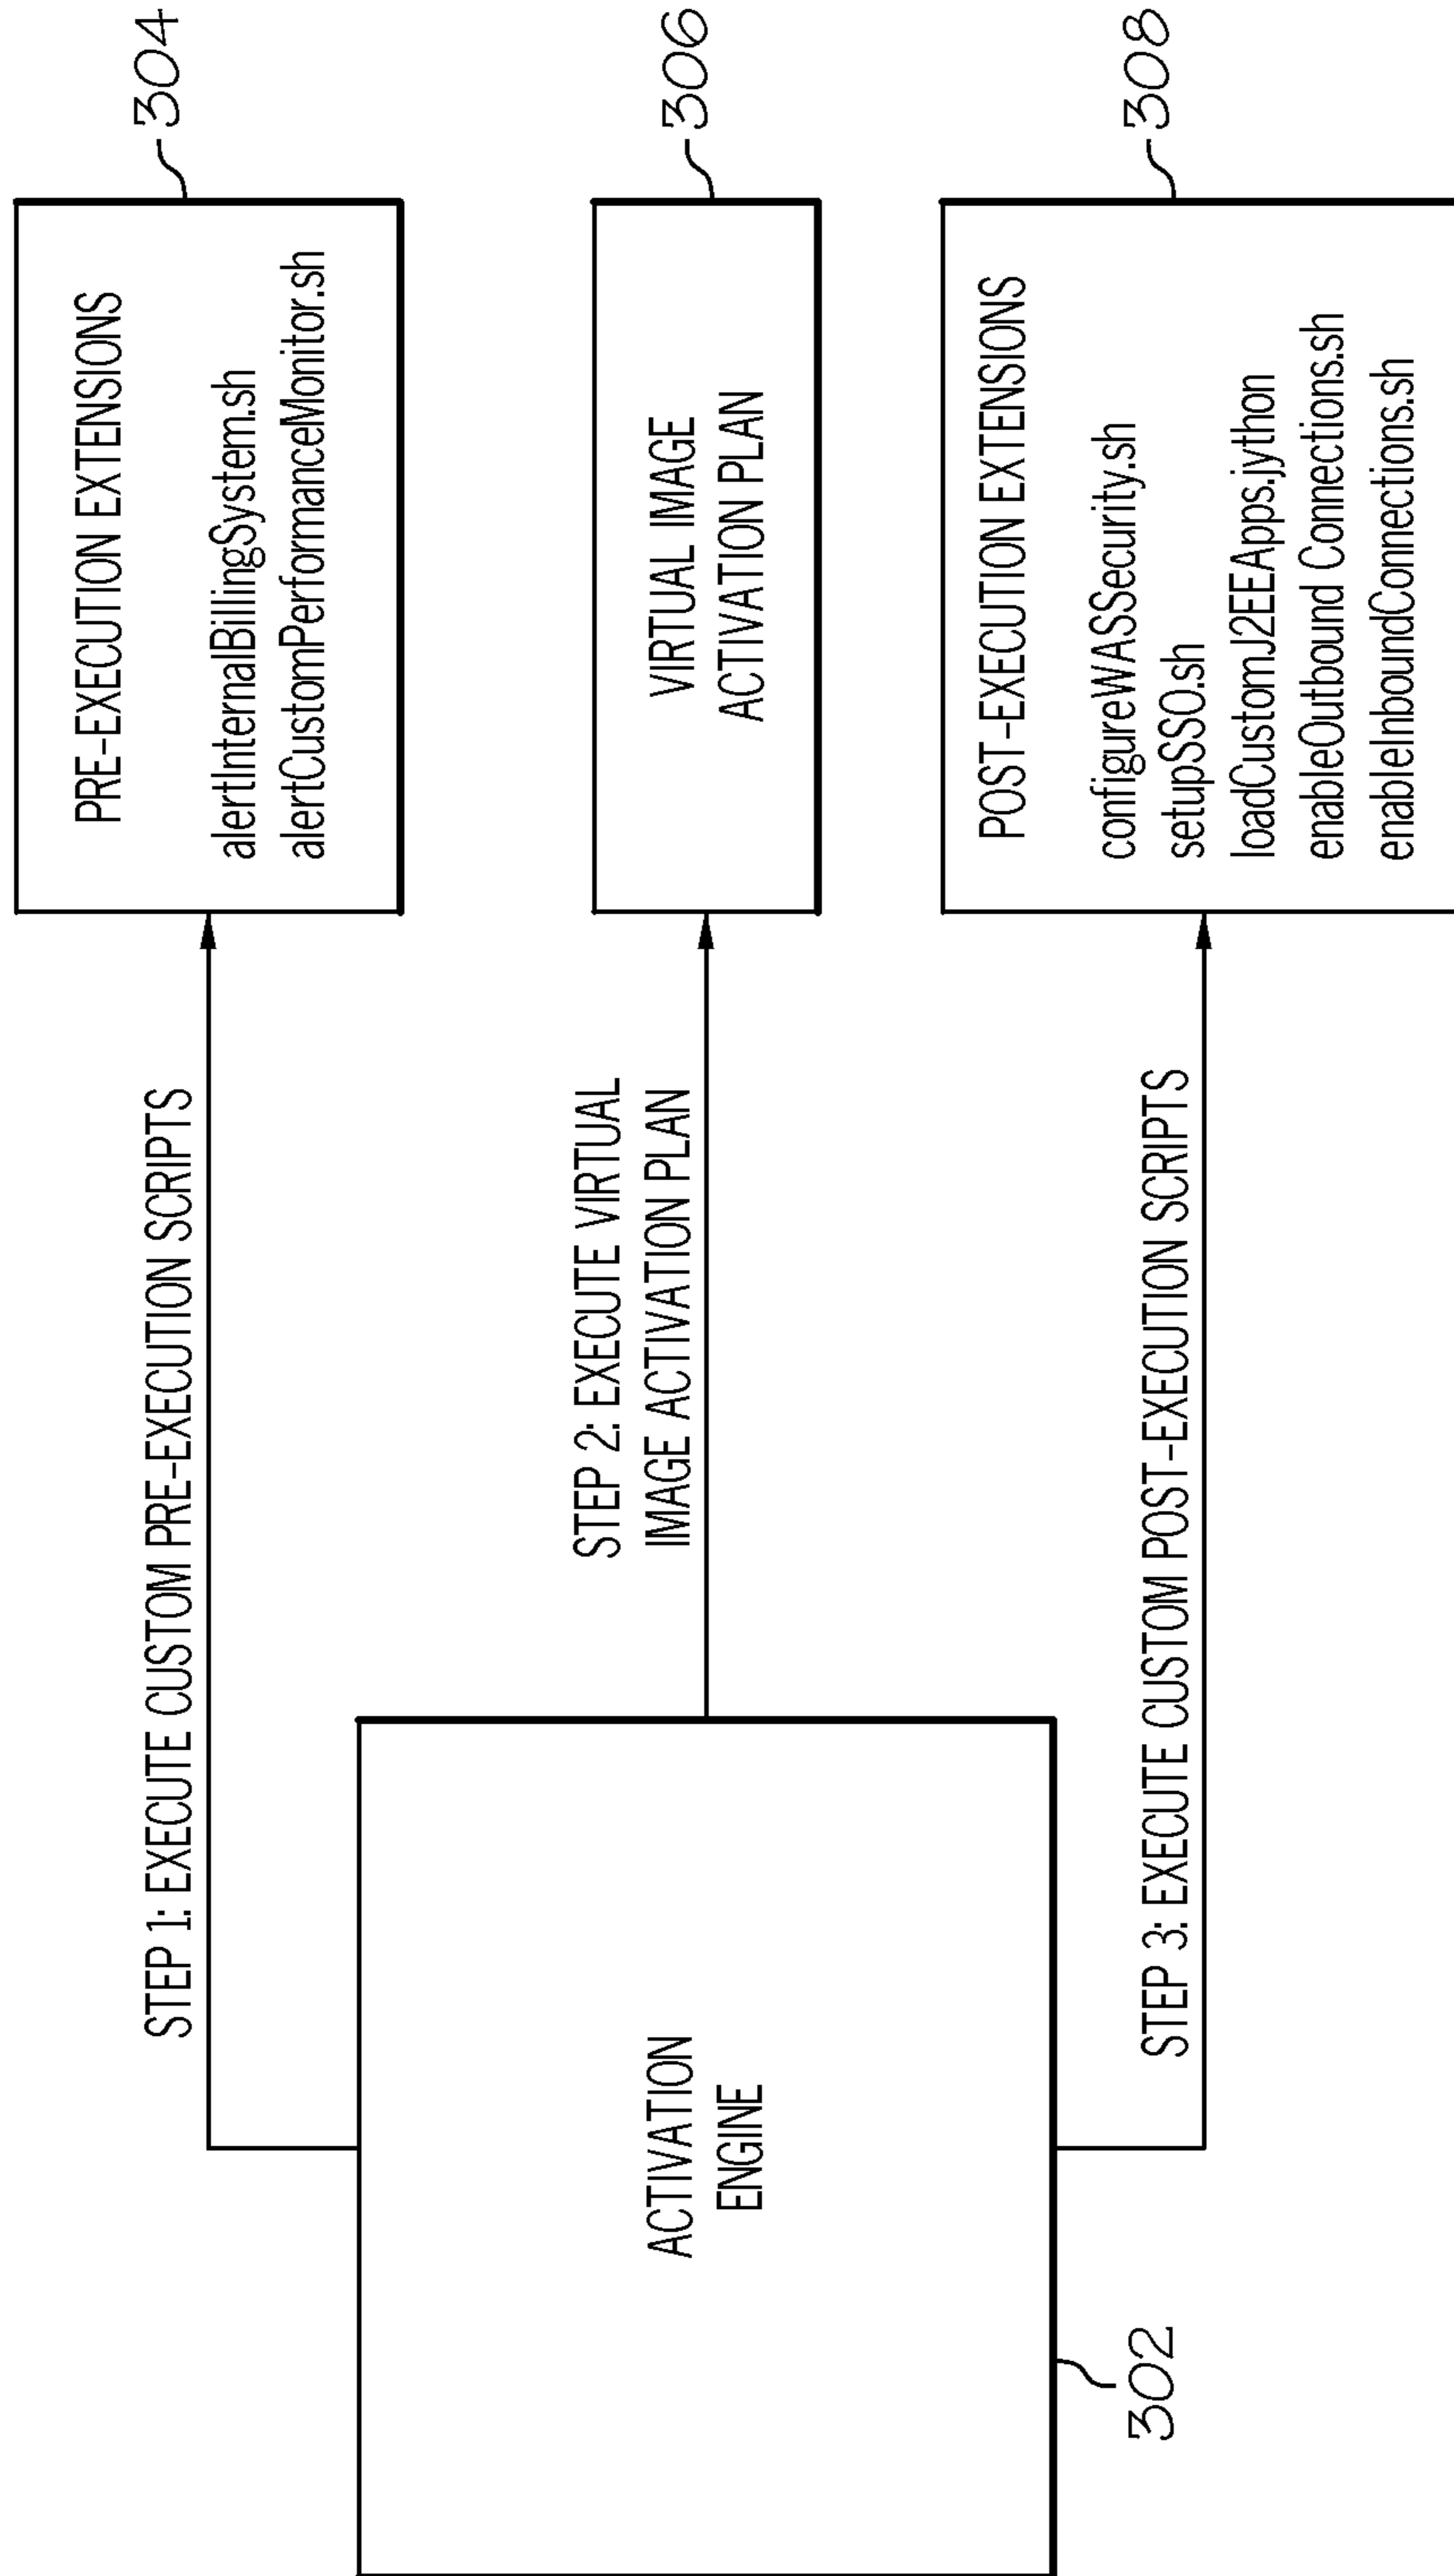 STEP 1: EXECUTE CUSTOM PRE-EXECUTION SCRIPTS
PRE-EXECUTION EXTENSIONS
alertInternalBillingSystem.sh
alertCustomPerformanceMonitor.sh
304
ACTIVATION
ENGINE
302
STEP 2: EXECUTE VIRTUAL
IMAGE ACTIVATION PLAN
VIRTUAL IMAGE
ACTIVATION PLAN
306
STEP 3: EXECUTE CUSTOM POST-EXECUTION SCRIPTS
POST-EXECUTION EXTENSIONS
configureWASSecurity.sh
setupSSO.sh
loadCustomJ2EEApps.jython
enableOutbound Connections.sh
enableInboundConnections.sh
308